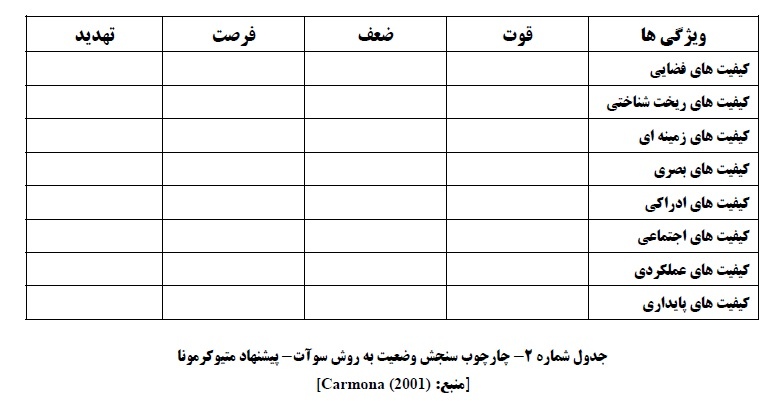 ویژگی ها قوت ضعف فرصت تهدید
کیفیت های فضایی
کیفیت های ریخت شناختی
کیفیت های زمینه ای
کیفیت های بصری
کیفیت های ادراکی
کیفیت های اجتماعی
کیفیت های عملکردی
کیفیت های پایداری
جدول شماره ۲– چارچوب سنجش وضعیت به روش سوآت– پیشنهاد متیوکرمونا
[منبع: Carmona (2001)]